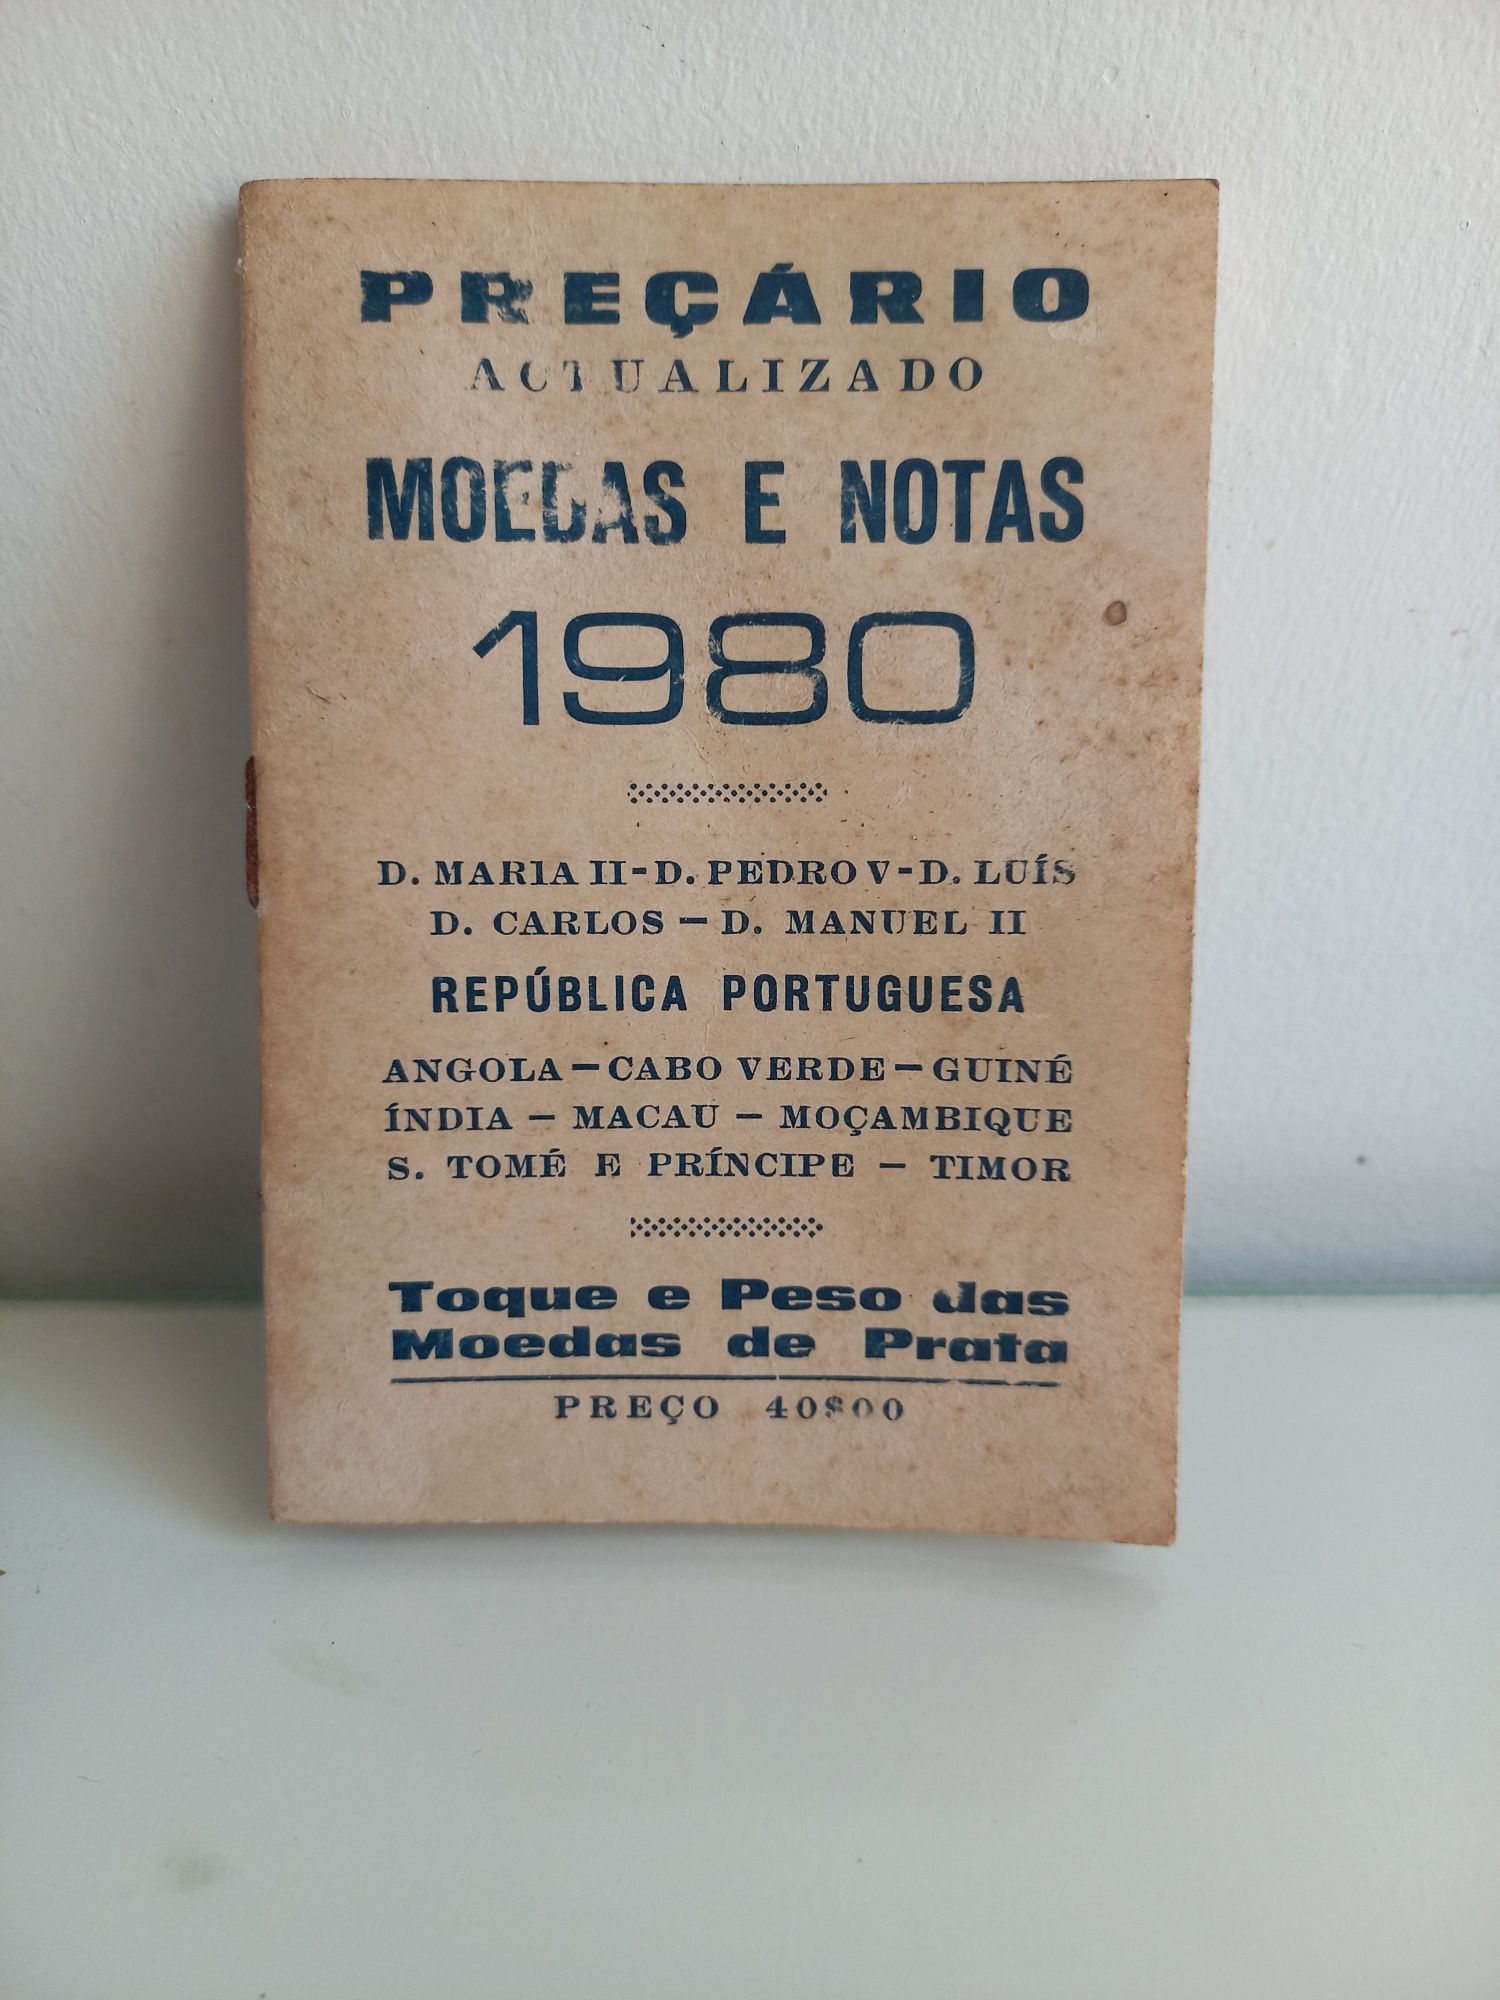 PREÇÁRIO
ACTUALIZADO
MOEDAS E NOTAS
1980
D. MARIA II - D. PEDRO V - D. LUÍS
D. CARLOS — D. MANUEL II
REPÚBLICA PORTUGUESA
ANGOLA — CABO VERDE — GUINÉ
ÍNDIA — MACAU — MOÇAMBIQUE
S. TOMÉ E PRÍNCIPE — TIMOR
Toque e Peso das
Moedas de Prata
PREÇO 40$00